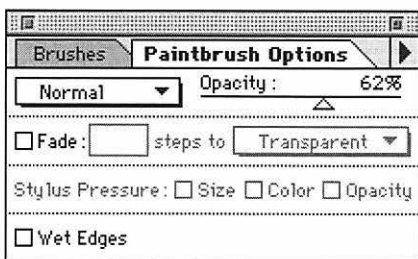 Brushes Paintbrush Options
Normal Opacity: 62%
Fade: steps to Transparent
Stylus Pressure: Size Color Opacity
Wet Edges